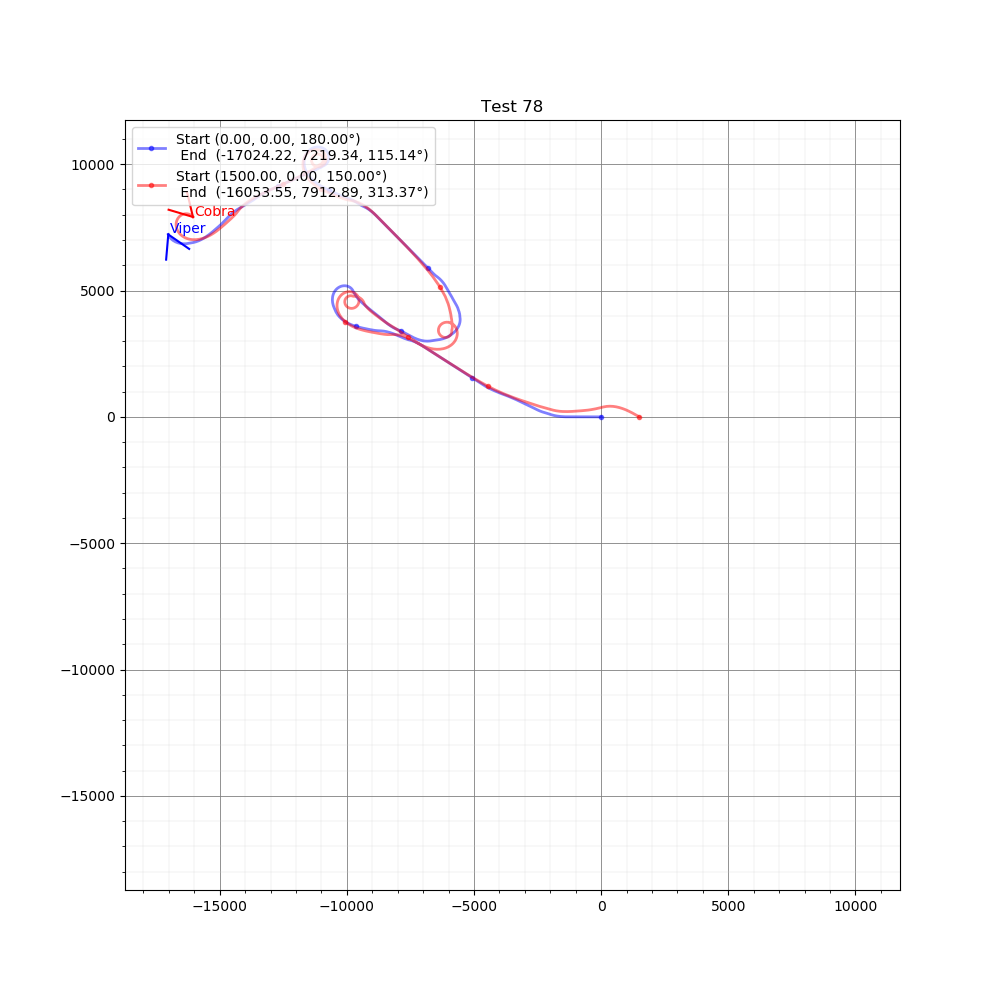 Test 78
Start (0.00, 0.00, 180.00°)
End (-17024.22, 7219.34, 115.14°)
Start (1500.00, 0.00, 150.00°)
End (-16053.55, 7912.89, 313.37°)
Cobra
Viper
10000
5000
0
−5000
−10000
−15000
−15000
−10000
−5000
0
5000
10000